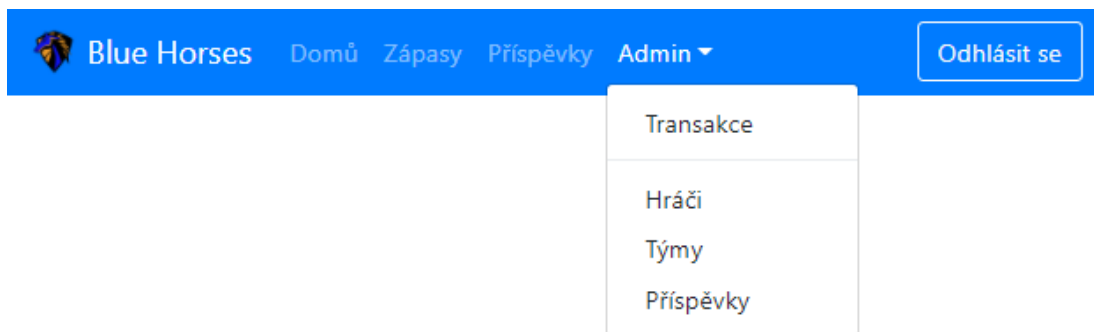 Blue Horses Domů Zápasy Příspěvky Admin Odhlásit se
Transakce
Hráči
Týmy
Příspěvky